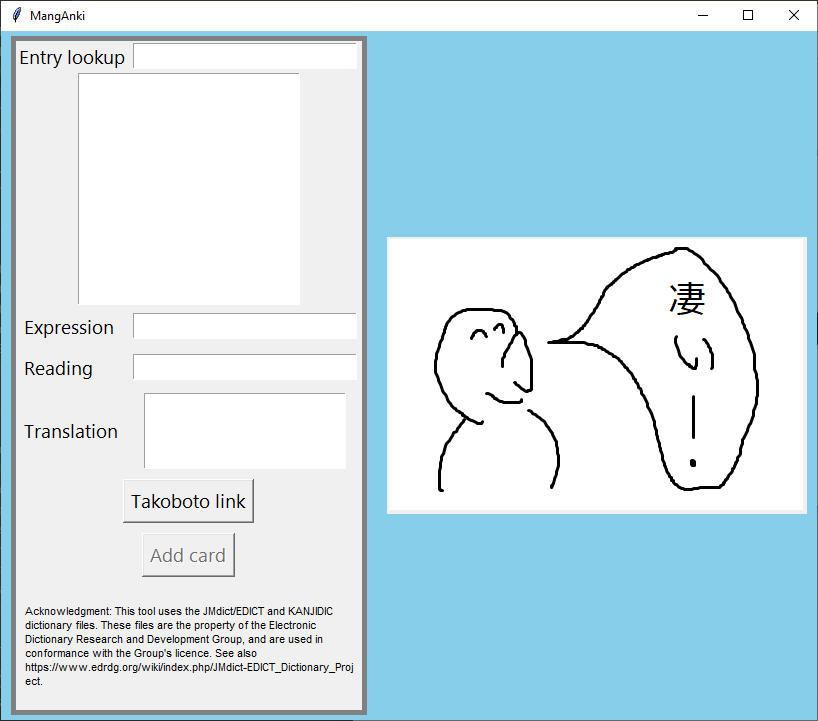 MangAnki
Entry lookup
Expression
Reading
Translation
Takoboto link
Add card
Acknowledgment: This tool uses the JMdict/EDICT and KANJIDIC
dictionary files. These files are the property of the Electronic
Dictionary Research and Development Group, and are used in
conformance with the Group's licence. See also
https://www.edrdg.org/wiki/index.php/JMdict-EDICT_Dictionary_Proj
ect.
凄い!